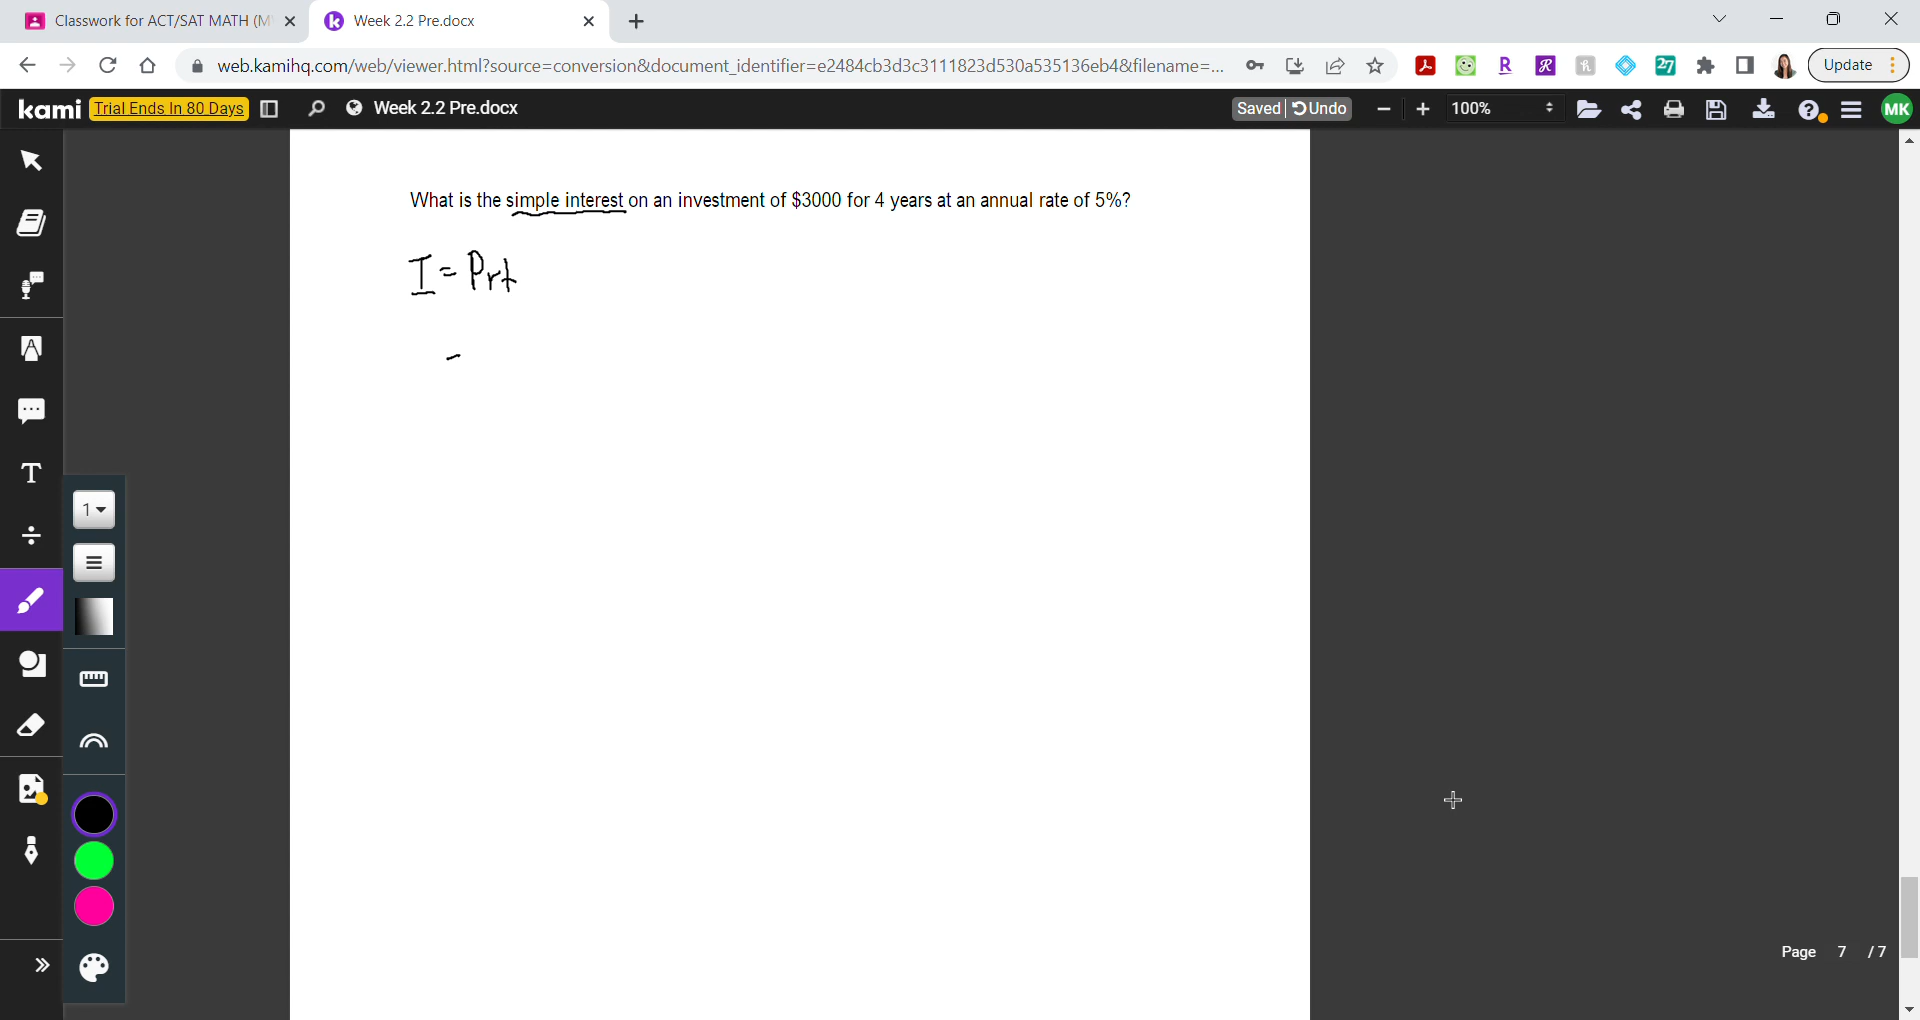 Classwork for ACT/SAT MATH (M
Week 2.2 Pre.docx
web.kamihq.com/web/viewer.html?source=conversion&document_identifier=e2484cb3d3c3111823d530a535136eb4&filename=...
Update
kami Trial Ends In 80 Days
Week 2.2 Pre.docx
Saved Undo
100%
MK
What is the simple interest on an investment of $3000 for 4 years at an annual rate of 5%?
I = Prt
1
Page 7 / 7